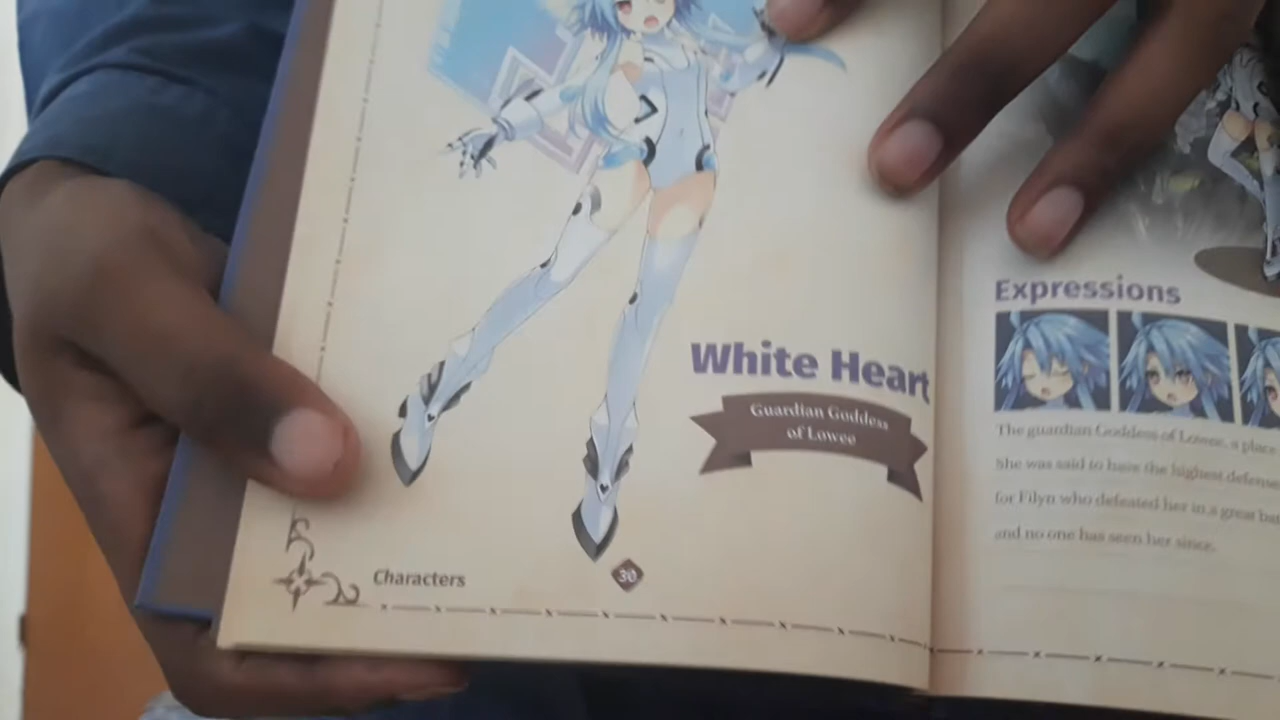 White Heart
Guardian Goddess
of Lowee
Characters
30
Expressions
The guardian Goddess of Lowee, a place
She was said to have the highest defense
for Filyn who defeated her in a great
and no one has seen her since.